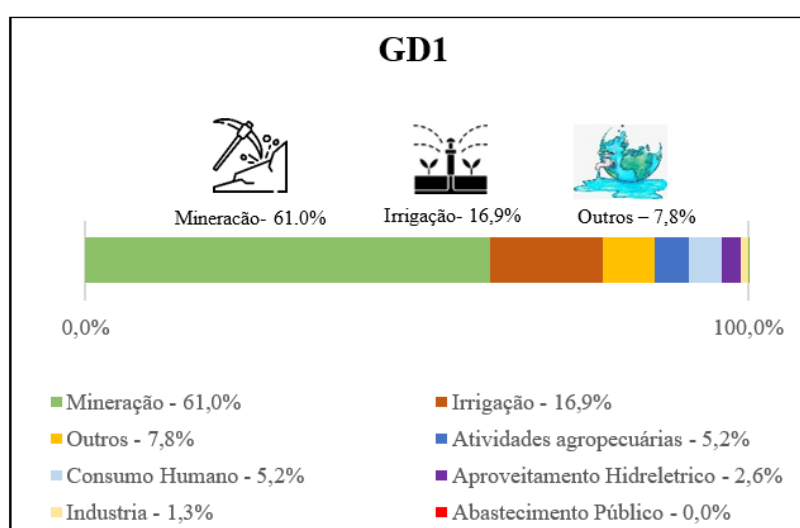 GD1
Mineracão- 61.0%
Irrigação- 16,9%
Outros – 7,8%
0,0%
100,0%
Mineração - 61,0%
Irrigação - 16,9%
Outros - 7,8%
Atividades agropecuárias - 5,2%
Consumo Humano - 5,2%
Aproveitamento Hidreletrico - 2,6%
Industria - 1,3%
Abastecimento Público - 0,0%